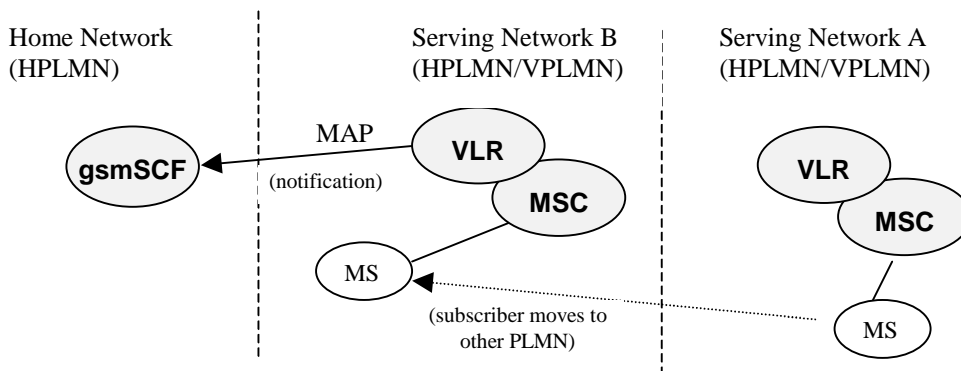 Home Network
(HPLMN)
Serving Network B
(HPLMN/VPLMN)
Serving Network A
(HPLMN/VPLMN)
gsmSCF
MAP
(notification)
VLR
MSC
MS
VLR
MSC
MS
(subscriber moves to
other PLMN)